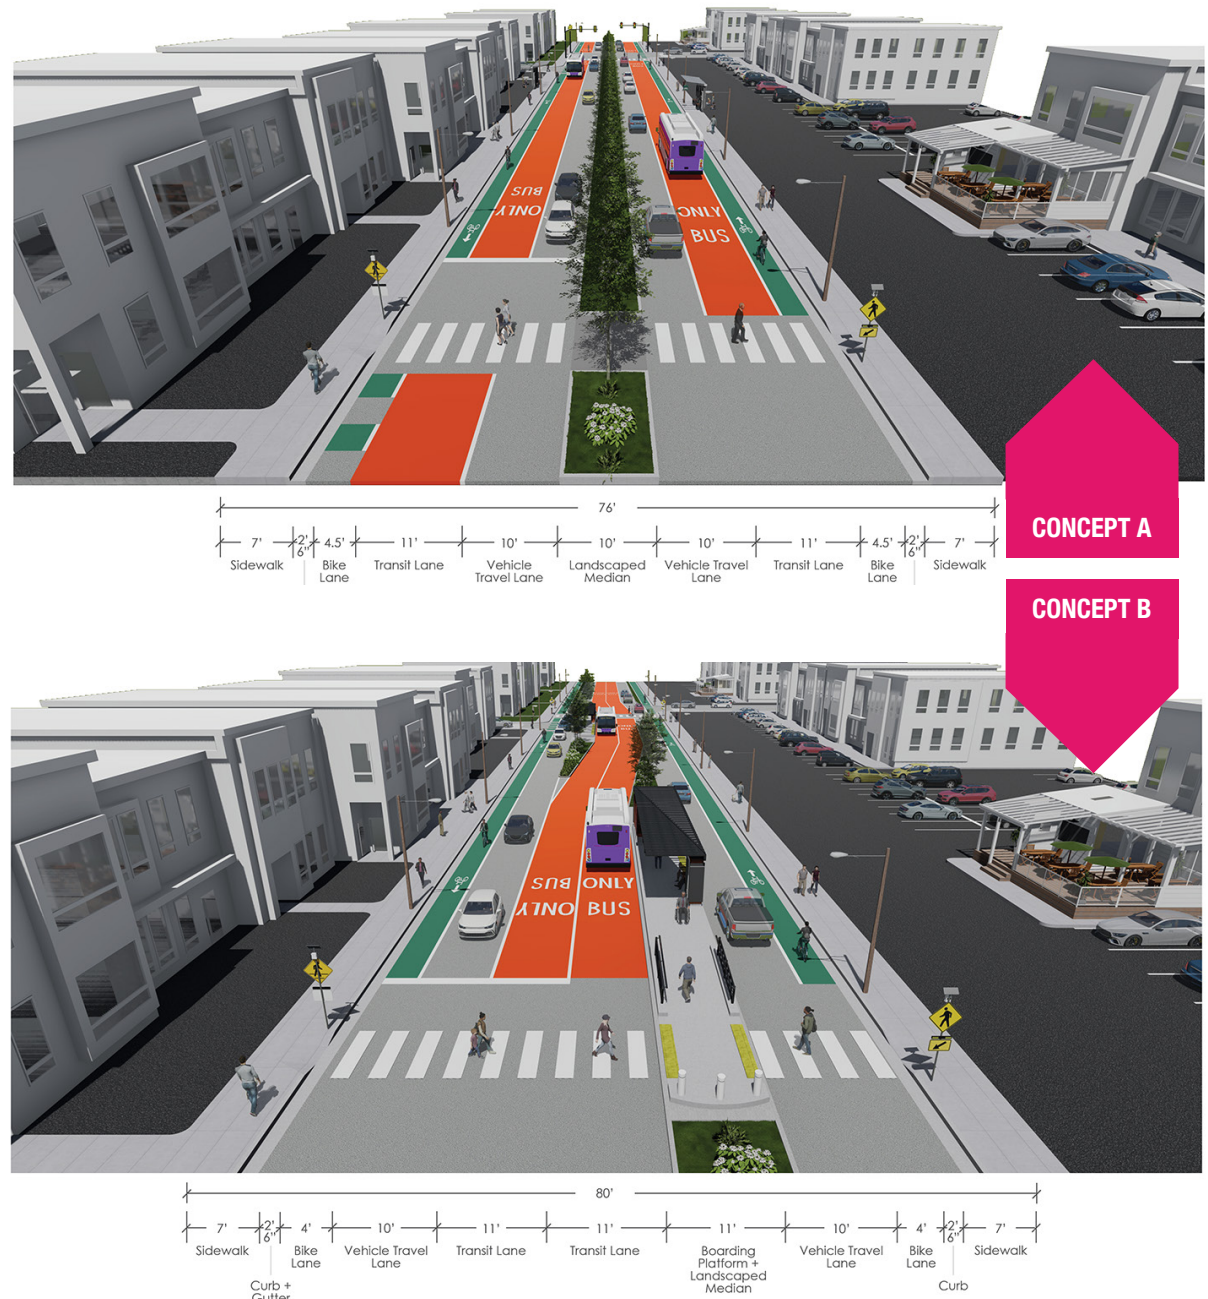 BUS
ONLY
ONLY
BUS
76'
7' 2' 6" 4.5' 11' 10' 10' 10' 11' 4.5' 2' 6" 7'
Sidewalk Bike Lane Transit Lane Vehicle Travel Lane Landscaped Median Vehicle Travel Lane Transit Lane Bike Lane Sidewalk
CONCEPT A
CONCEPT B
BUS ONLY
ONLY BUS
80'
7' 2' 6" 4' 10' 11' 11' 11' 10' 4' 2' 6" 7'
Sidewalk Curb + Gutter Bike Lane Vehicle Travel Lane Transit Lane Transit Lane Boarding Platform + Landscaped Median Vehicle Travel Lane Bike Lane Curb Sidewalk